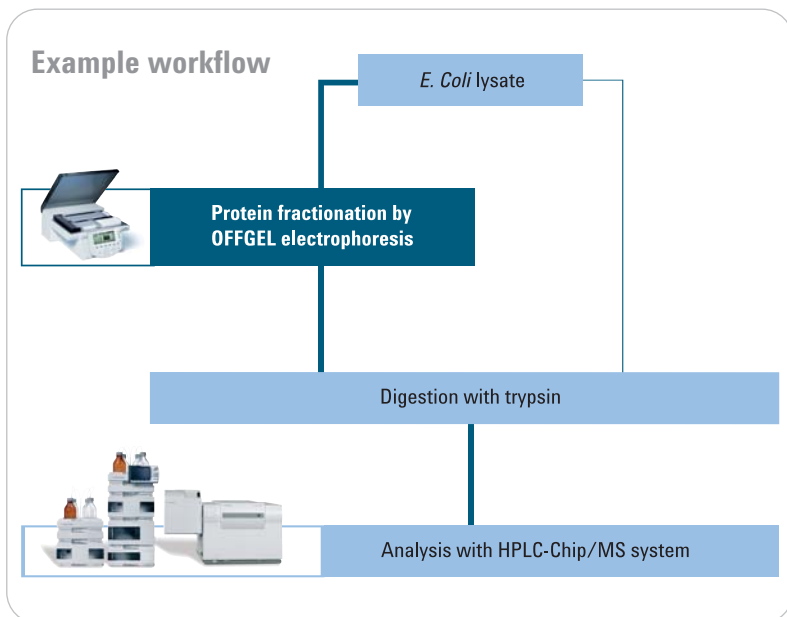 Example workflow
E. Coli lysate
Protein fractionation by
OFFGEL electrophoresis
Digestion with trypsin
Analysis with HPLC-Chip/MS system